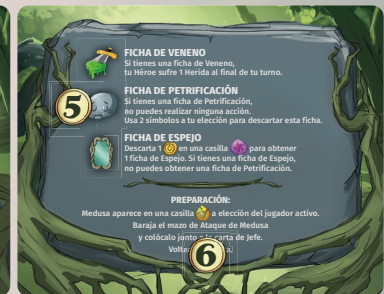 FICHA DE VENENO
Si tienes una ficha de Veneno,
tu Héroe sufre 1 Herida al final de tu turno.
5
FICHA DE PETRIFICACIÓN
Si tienes una ficha de Petrificación,
no puedes realizar ninguna acción.
Usa 2 símbolos a tu elección para descartar esta ficha.
FICHA DE ESPEJO
Descarta 1 en una casilla para obtener
1 ficha de Espejo. Si tienes una ficha de Espejo,
no puedes obtener una ficha de Petrificación.
PREPARACIÓN:
Medusa aparece en una casilla a elección del jugador activo.
Baraja el mazo de Ataque de Medusa
y colócalo junto a la carta de Jefe.
6